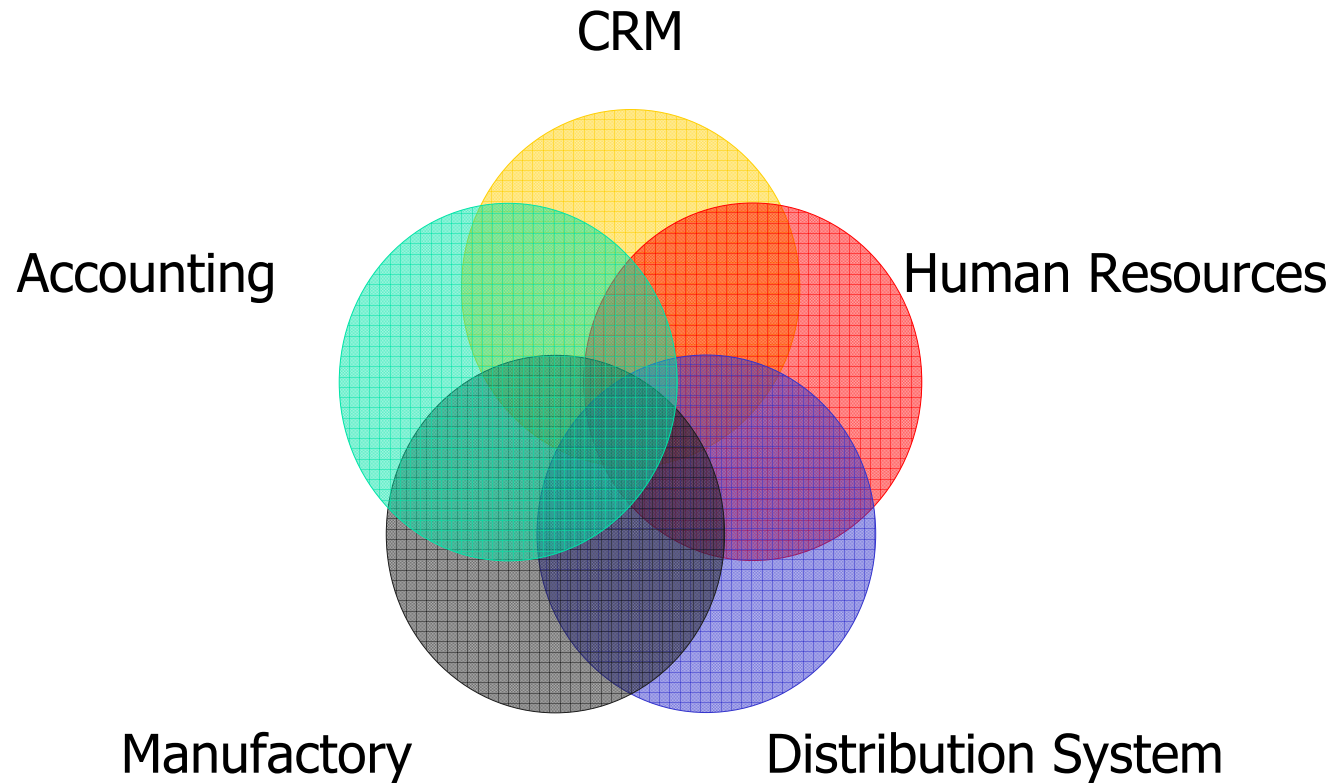 CRM
Accounting
Human Resources
Manufactory
Distribution System